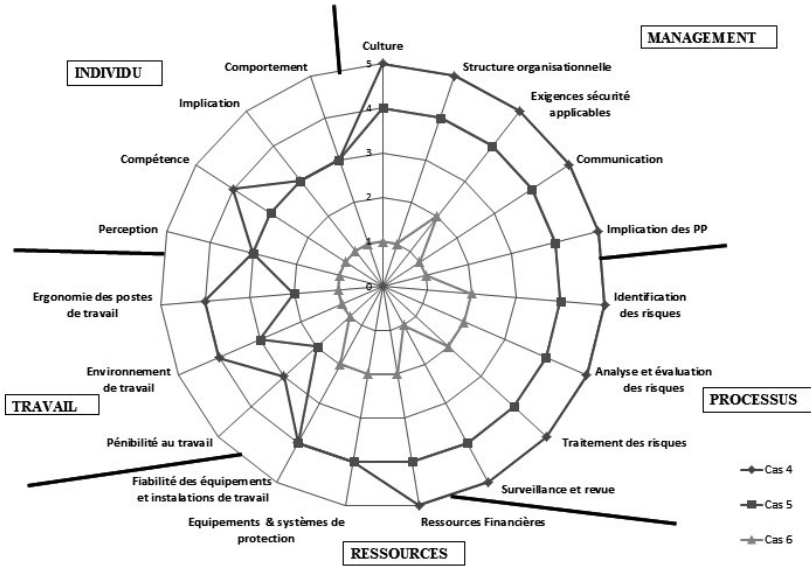 Culture
MANAGEMENT
INDIVIDU
Comportement
Structure organisationnelle
Implication
Exigences sécurité
applicables
Compétence
Communication
Perception
Implication des PP
Ergonomie des postes
de travail
Identification
des risques
Environnement
de travail
Analyse et évaluation
des risques
TRAVAIL
PROCESSUS
Pénibilité au travail
Traitement des risques
Fiabilité des équipements
et instalations de travail
Surveillance et revue
Equipements & systèmes de
protection
Ressources Financières
RESSOURCES
5
4
3
2
1
0
Cas 4
Cas 5
Cas 6